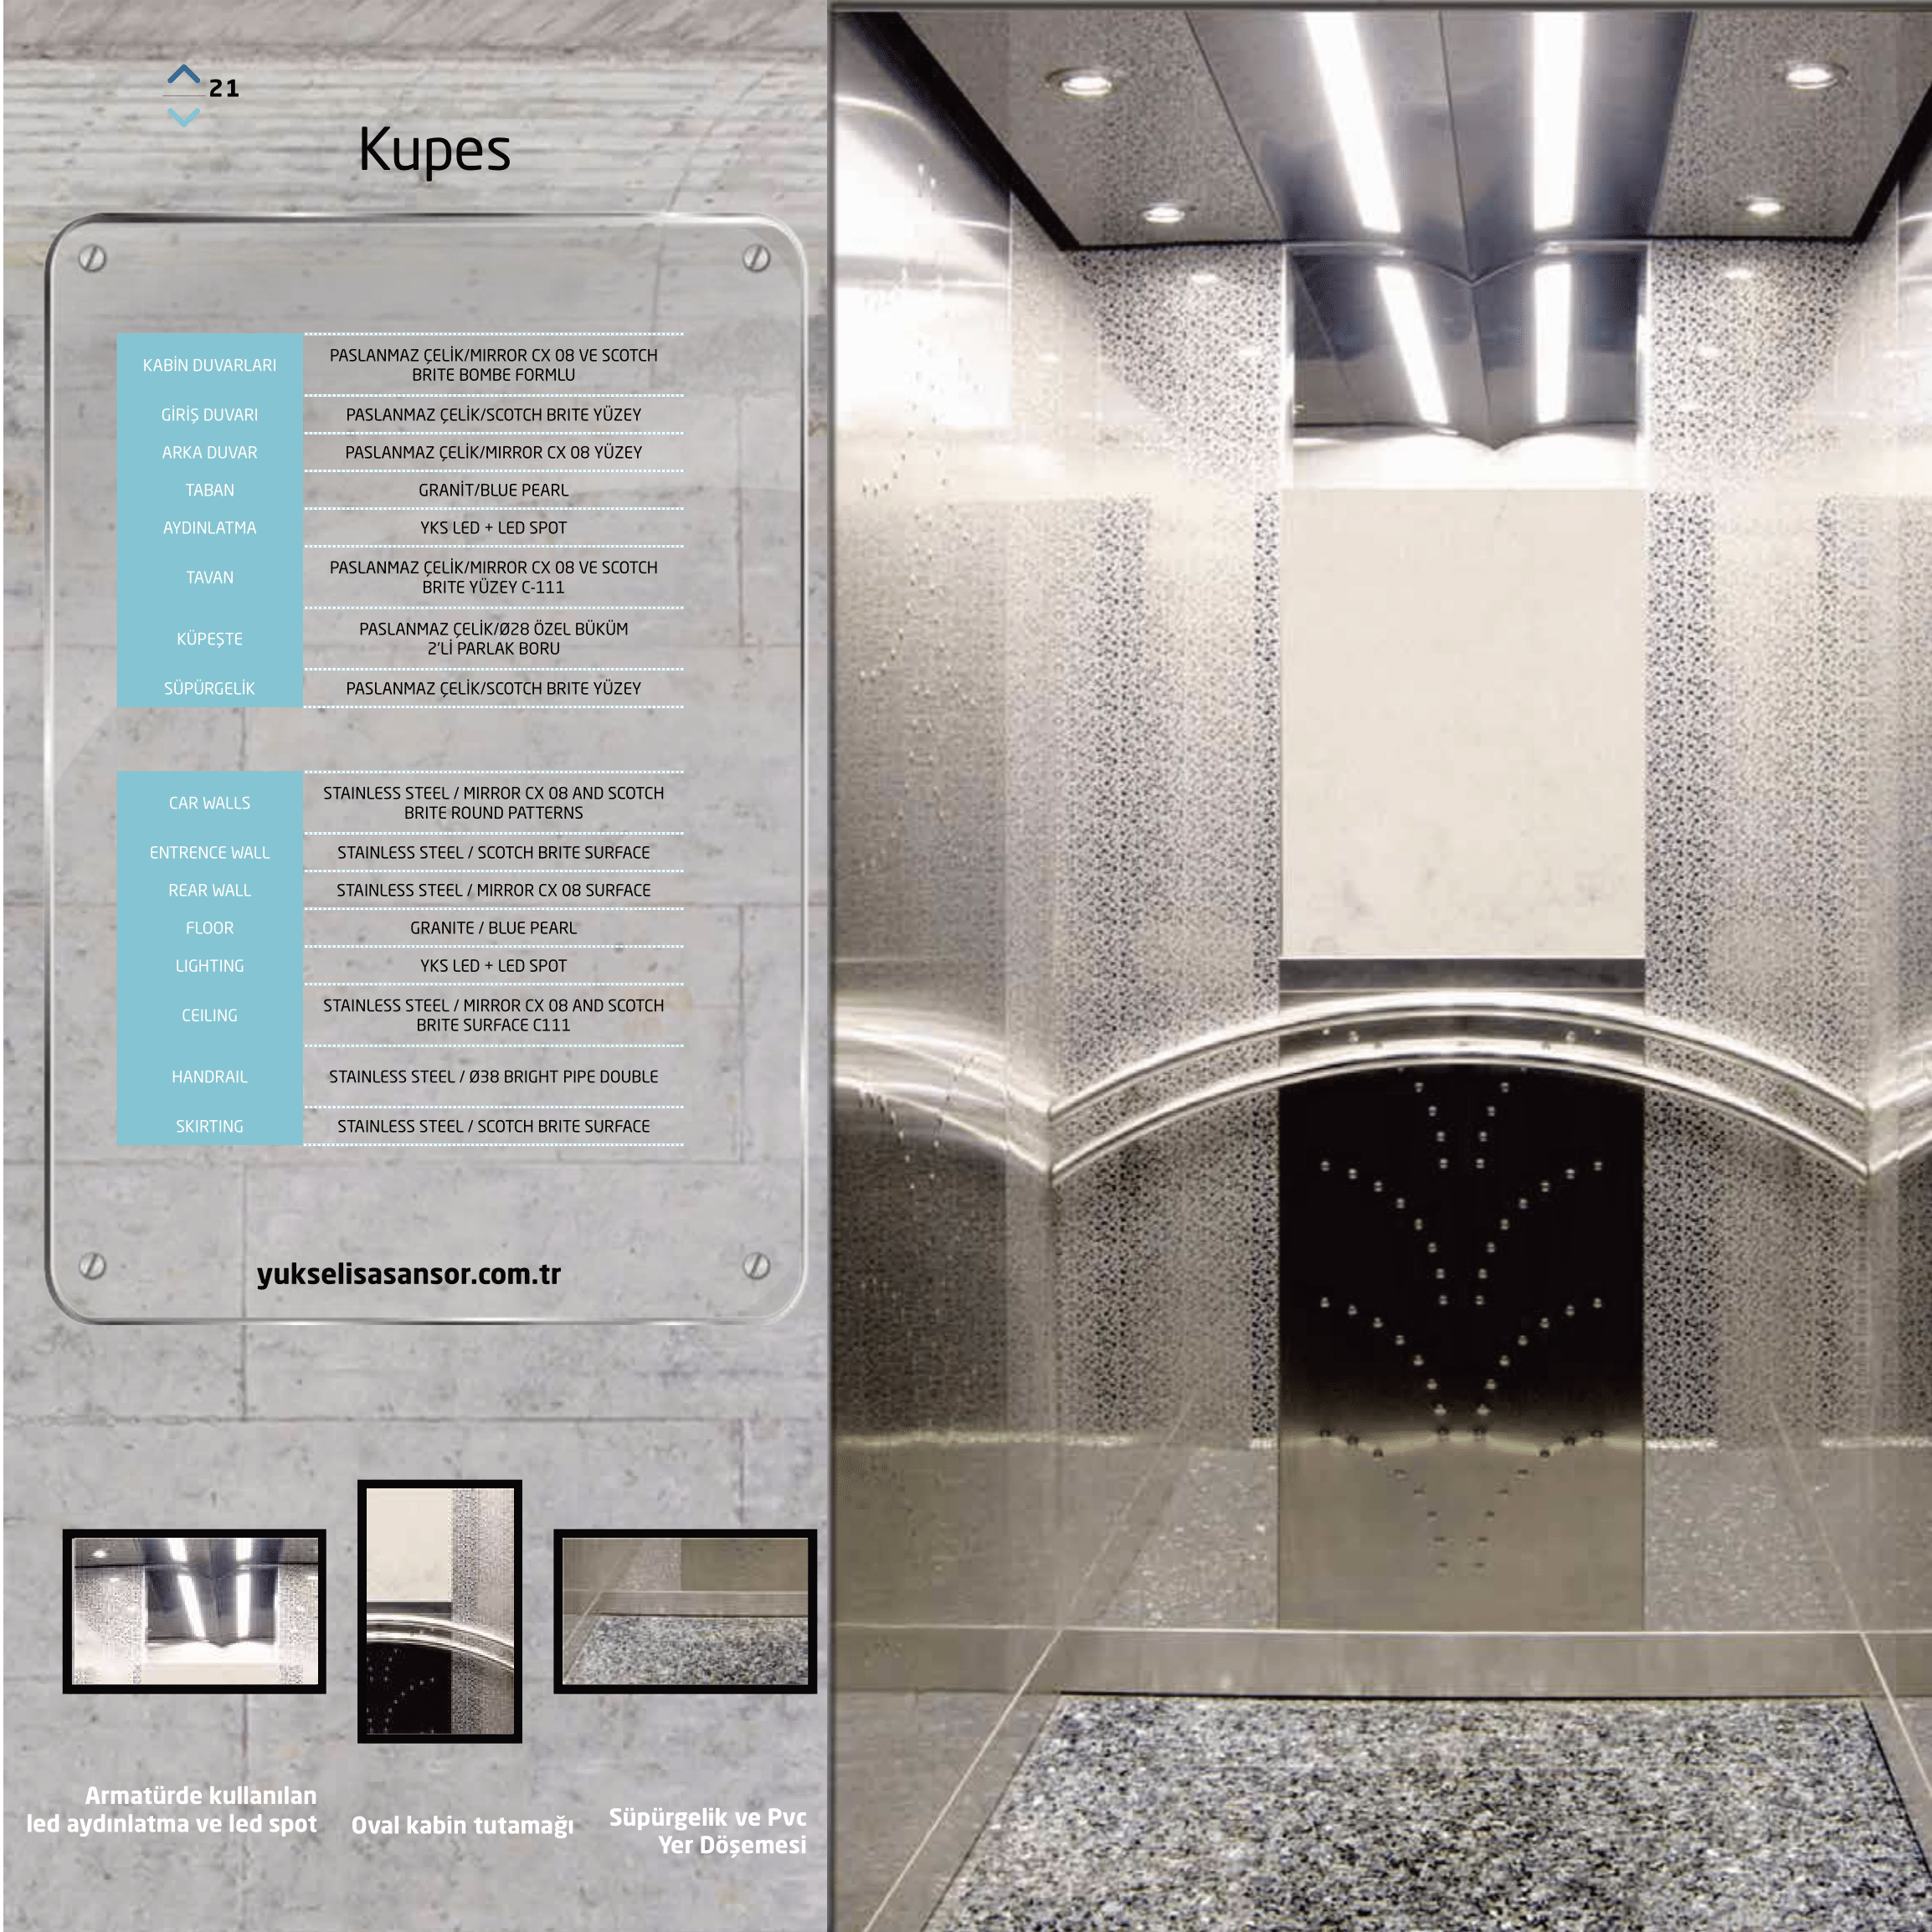 21
Kupes
KABİN DUVARLARI
PASLANMAZ ÇELİK/MIRROR CX 08 VE SCOTCH
BRITE BOMBE FORMLU
GİRİŞ DUVARI
PASLANMAZ ÇELİK/SCOTCH BRITE YÜZEY
ARKA DUVAR
PASLANMAZ ÇELİK/MIRROR CX 08 YÜZEY
TABAN
GRANİT/BLUE PEARL
AYDINLATMA
YKS LED + LED SPOT
TAVAN
PASLANMAZ ÇELİK/MIRROR CX 08 VE SCOTCH
BRITE YÜZEY C-111
KÜPEŞTE
PASLANMAZ ÇELİK/Ø28 ÖZEL BÜKÜM
2'Lİ PARLAK BORU
SÜPÜRGELİK
PASLANMAZ ÇELİK/SCOTCH BRITE YÜZEY
CAR WALLS
STAINLESS STEEL / MIRROR CX 08 AND SCOTCH
BRITE ROUND PATTERNS
ENTRENCE WALL
STAINLESS STEEL / SCOTCH BRITE SURFACE
REAR WALL
STAINLESS STEEL / MIRROR CX 08 SURFACE
FLOOR
GRANITE / BLUE PEARL
LIGHTING
YKS LED + LED SPOT
CEILING
STAINLESS STEEL / MIRROR CX 08 AND SCOTCH
BRITE SURFACE C111
HANDRAIL
STAINLESS STEEL / Ø38 BRIGHT PIPE DOUBLE
SKIRTING
STAINLESS STEEL / SCOTCH BRITE SURFACE
yukselisasansor.com.tr
Armatürde kullanılan
led aydınlatma ve led spot
Oval kabin tutamağı
Süpürgelik ve Pvc
Yer Döşemesi